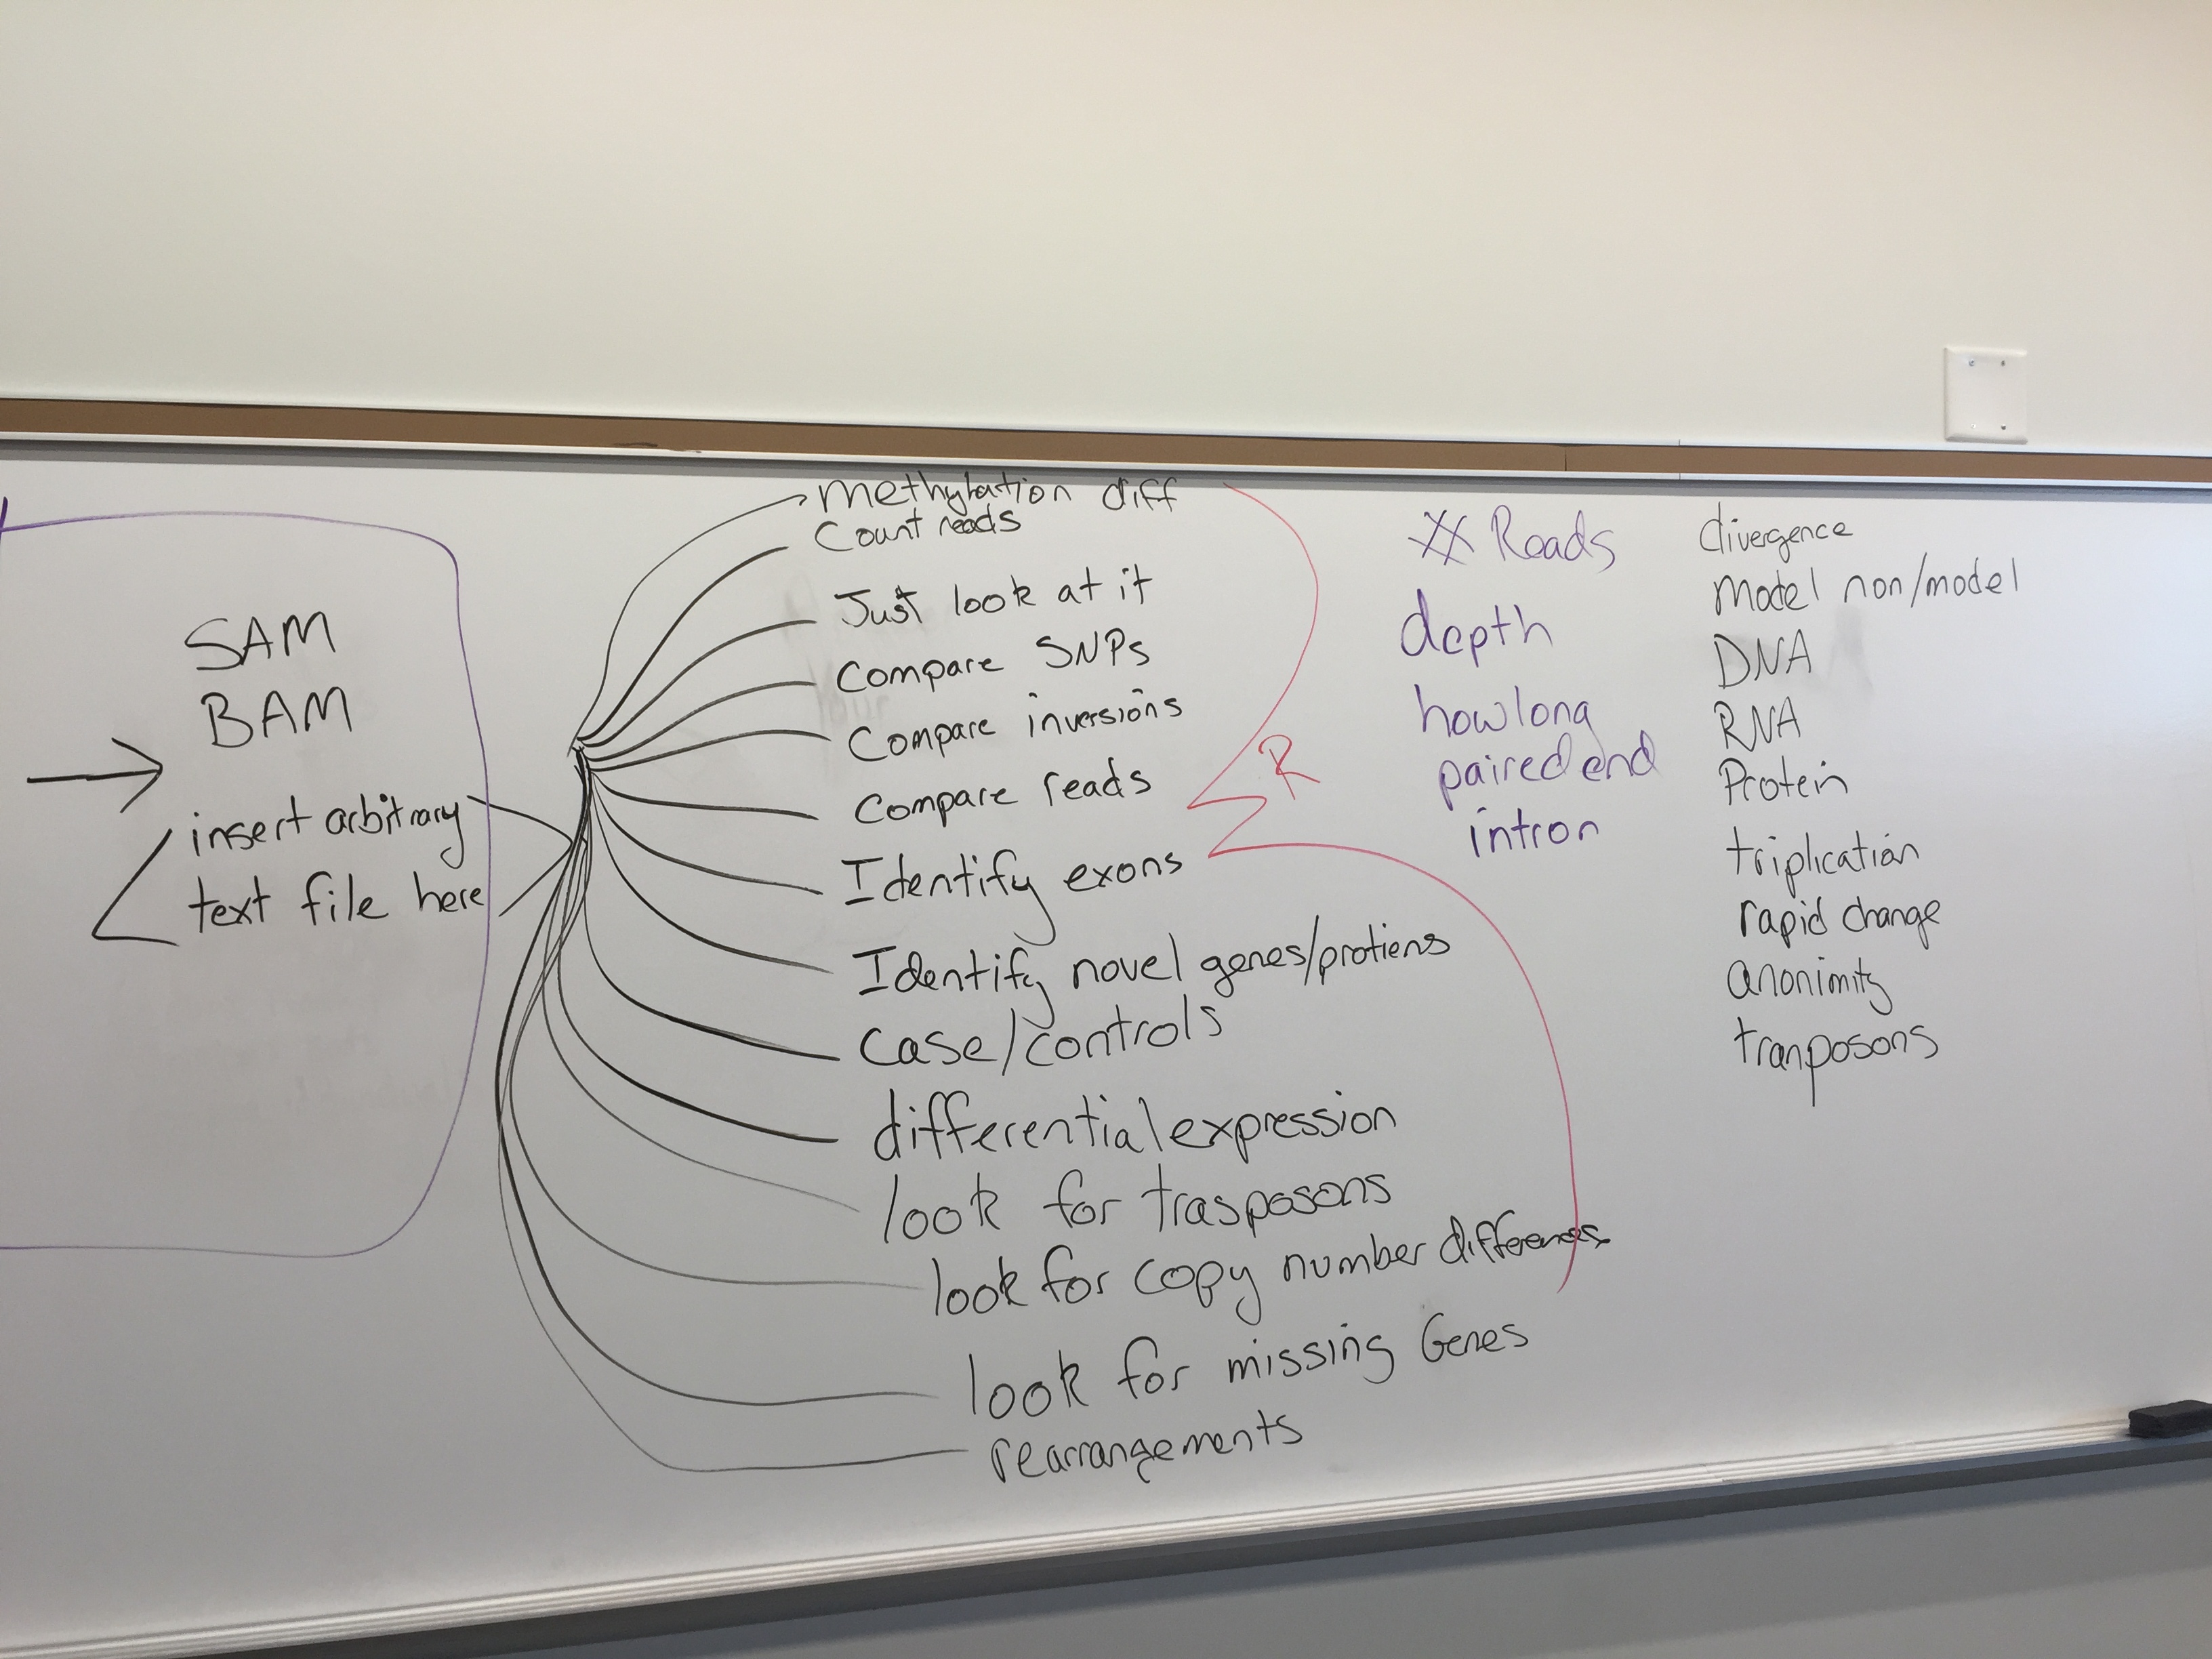 SAM
BAM
insert arbitrary
text file here
methylation diff
Count reads
Just look at it
Compare SNPs
Compare inversions
Compare reads
Identify exons
Identify novel genes/protiens
case/controls
differential expression
look for trasposons
look for copy number differences
look for missing Genes
rearrangements
R
# Reads
depth
how long
paired end
intron
divergence
model non/model
DNA
RNA
Protein
triplication
rapid change
anonimity
tranposons